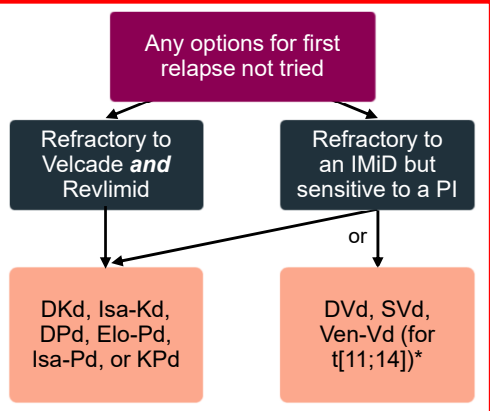 Any options for first
relapse not tried
Refractory to
Velcade and
Revlimid
Refractory to
an IMiD but
sensitive to a PI
or
DKd, Isa-Kd,
DPd, Elo-Pd,
Isa-Pd, or KPd
DVd, SVd,
Ven-Vd (for
t[11;14])*